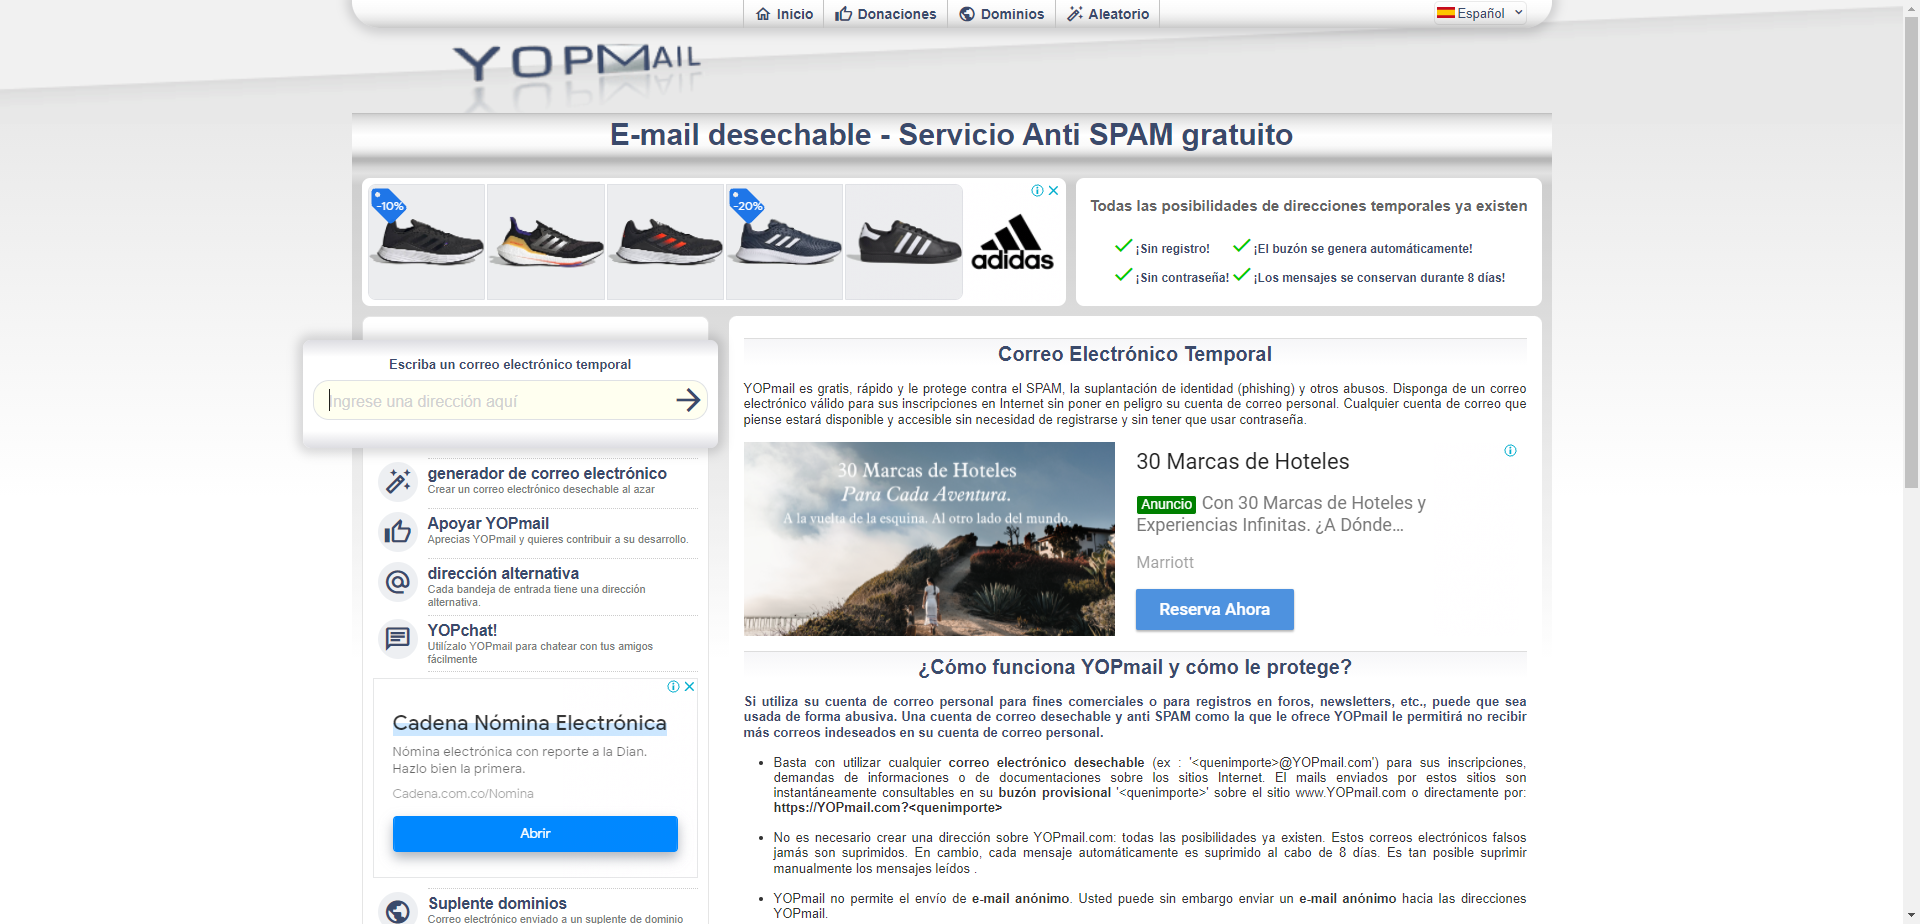 Inicio
Donaciones
Dominios
Aleatorio
Español
YOPMAIL
E-mail desechable - Servicio Anti SPAM gratuito
-10%
-20%
adidas
Todas las posibilidades de direcciones temporales ya existen
¡Sin registro!
¡El buzón se genera automáticamente!
¡Sin contraseña!
¡Los mensajes se conservan durante 8 días!
Escriba un correo electrónico temporal
Ingrese una dirección aquí
generador de correo electrónico
Crear un correo electrónico desechable al azar
Apoyar YOPmail
Aprecias YOPmail y quieres contribuir a su desarrollo.
dirección alternativa
Cada bandeja de entrada tiene una dirección
alternativa.
YOPchat!
Utilízalo YOPmail para chatear con tus amigos
fácilmente
Cadena Nómina Electrónica
Nómina electrónica con reporte a la Dian.
Hazlo bien la primera.
Cadena.com.co/Nomina
Abrir
Suplente dominios
Correo electrónico enviado a un suplente de dominio
Correo Electrónico Temporal
YOPmail es gratis, rápido y le protege contra el SPAM, la suplantación de identidad (phishing) y otros abusos. Disponga de un correo
electrónico válido para sus inscripciones en Internet sin poner en peligro su cuenta de correo personal. Cualquier cuenta de correo que
piense estará disponible y accesible sin necesidad de registrarse y sin tener que usar contraseña.
30 Marcas de Hoteles
Para Cada Aventura.
A la vuelta de la esquina. Al otro lado del mundo.
30 Marcas de Hoteles
Anuncio Con 30 Marcas de Hoteles y
Experiencias Infinitas. ¿A Dónde...
Marriott
Reserva Ahora
¿Cómo funciona YOPmail y cómo le protege?
Si utiliza su cuenta de correo personal para fines comerciales o para registros en foros, newsletters, etc., puede que sea
usada de forma abusiva. Una cuenta de correo desechable y anti SPAM como la que le ofrece YOPmail le permitirá no recibir
más correos indeseados en su cuenta de correo personal.
• Basta con utilizar cualquier correo electrónico desechable (ex : '<quenimporte>@YOPmail.com') para sus inscripciones,
demandas de informaciones o de documentaciones sobre los sitios Internet. El mails enviados por estos sitios son
instantáneamente consultables en su buzón provisional '<quenimporte>' sobre el sitio www.YOPmail.com o directamente por:
https://YOPmail.com?<quenimporte>
• No es necesario crear una dirección sobre YOPmail.com: todas las posibilidades ya existen. Estos correos electrónicos falsos
jamás son suprimidos. En cambio, cada mensaje automáticamente es suprimido al cabo de 8 días. Es tan posible suprimir
manualmente los mensajes leídos .
• YOPmail no permite el envío de e-mail anónimo. Usted puede sin embargo enviar un e-mail anónimo hacia las direcciones
YOPmail.